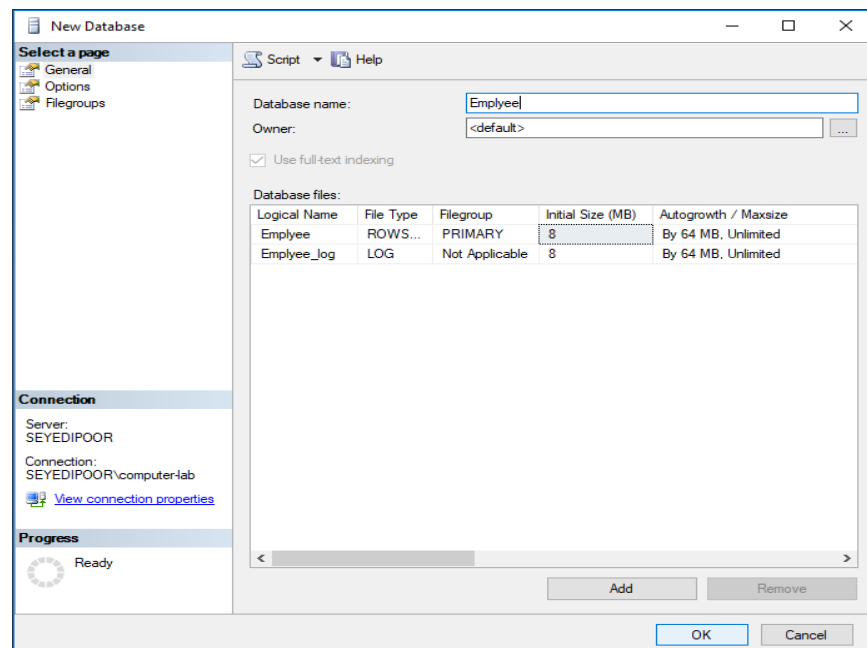 New Database
Select a page
General
Options
Filegroups
Script
Help
Database name:
Emplyee
Owner:
<default>
...
Use full-text indexing
Database files:
Logical Name File Type Filegroup Initial Size (MB) Autogrowth / Maxsize
Emplyee ROWS... PRIMARY 8 By 64 MB, Unlimited
Emplyee_log LOG Not Applicable 8 By 64 MB, Unlimited
Connection
Server:
SEYEDIPOOR
Connection:
SEYEDIPOOR\computer-lab
View connection properties
Progress
Ready
Add
Remove
OK
Cancel